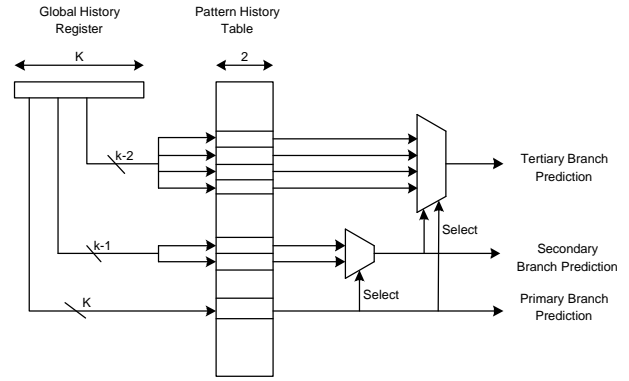 Global History
Register
Pattern History
Table
K
2
k-2
Tertiary Branch
Prediction
Select
k-1
Secondary
Branch Prediction
Select
K
Primary Branch
Prediction